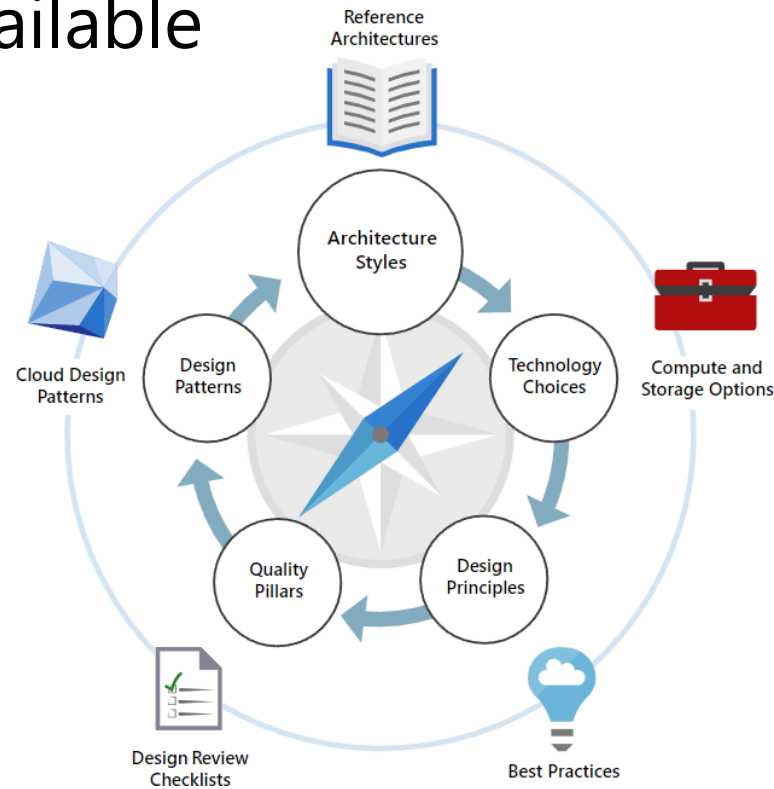 ailable
Reference
Architectures
Architecture
Styles
Design
Patterns
Technology
Choices
Cloud Design
Patterns
Compute and
Storage Options
Quality
Pillars
Design
Principles
Design Review
Checklists
Best Practices